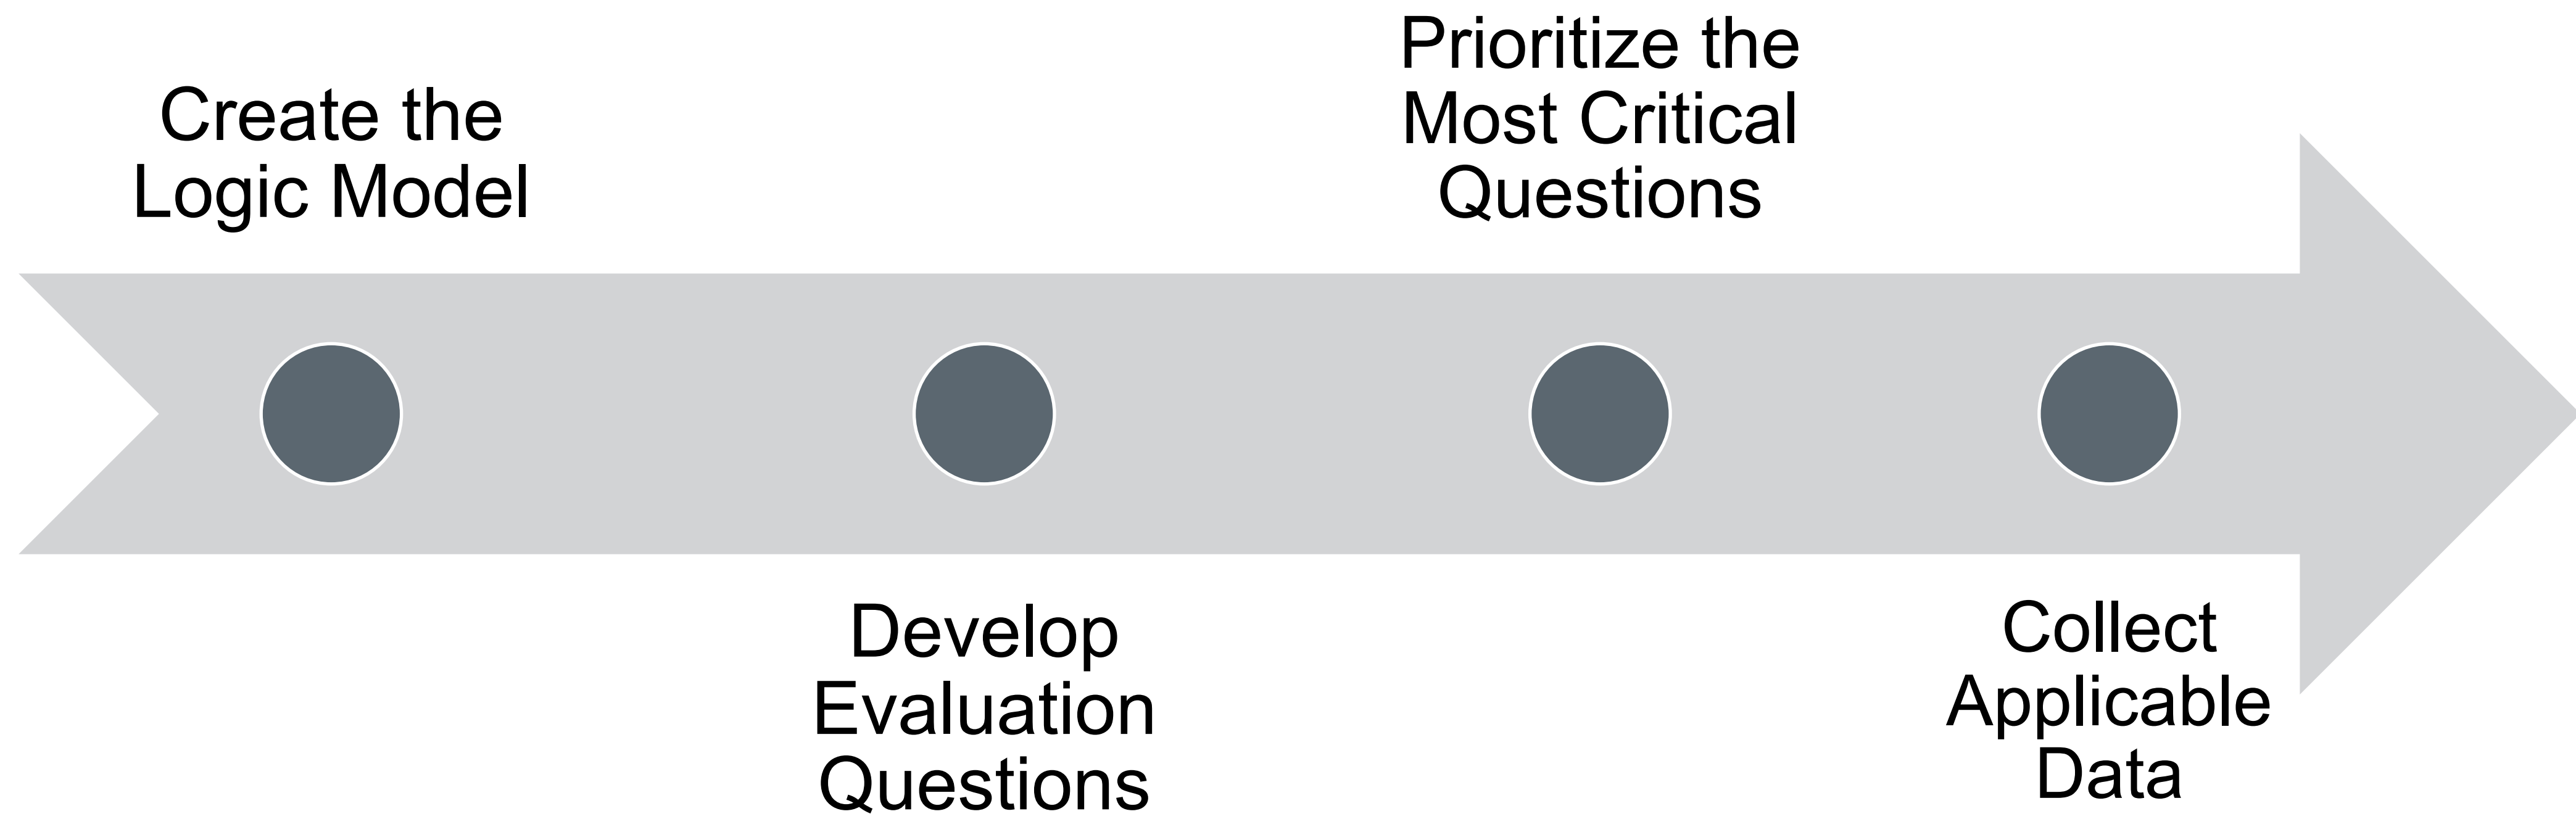 Create the
Logic Model
Develop
Evaluation
Questions
Prioritize the
Most Critical
Questions
Collect
Applicable
Data